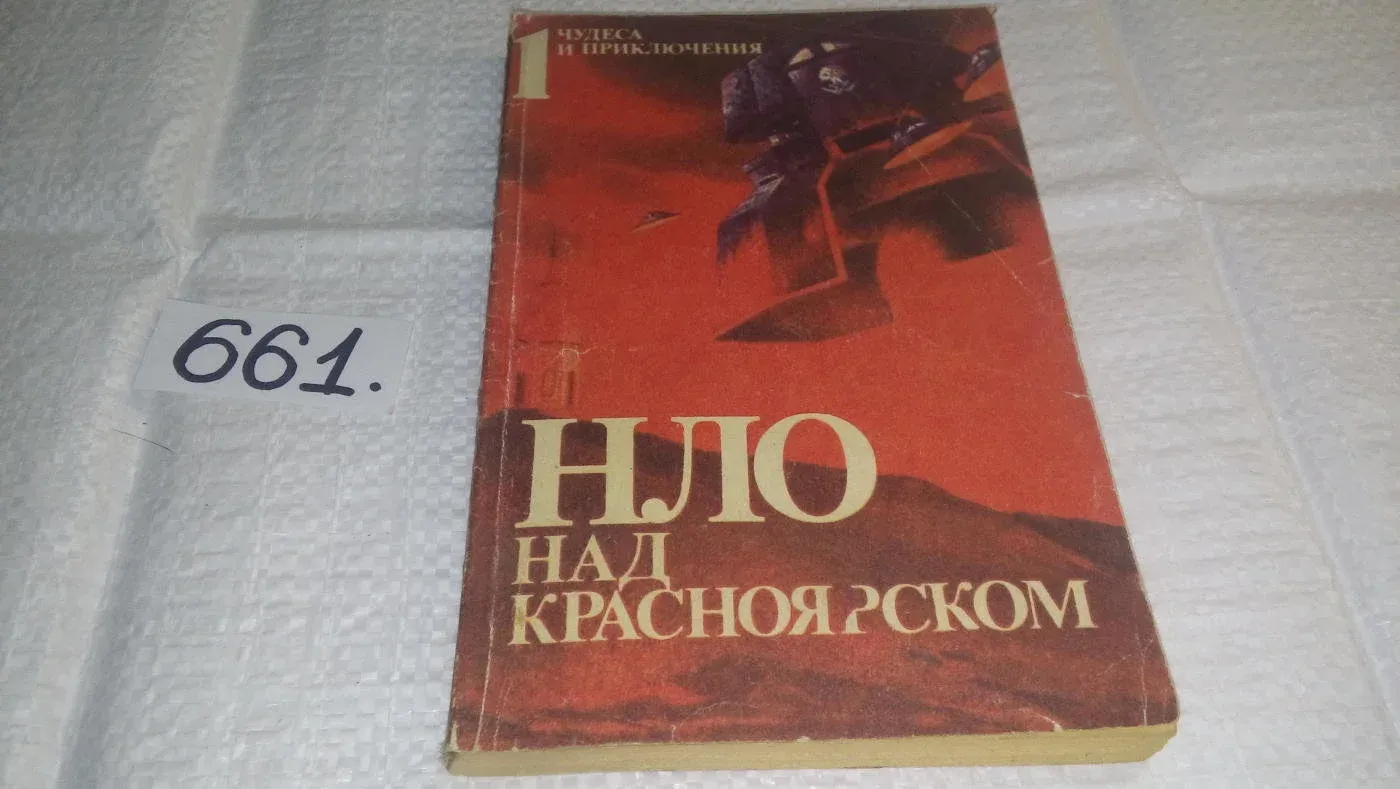 1
ЧУДЕСА
И ПРИКЛЮЧЕНИЯ
661.
НЛО
НАД
КРАСНОЯРСКОМ